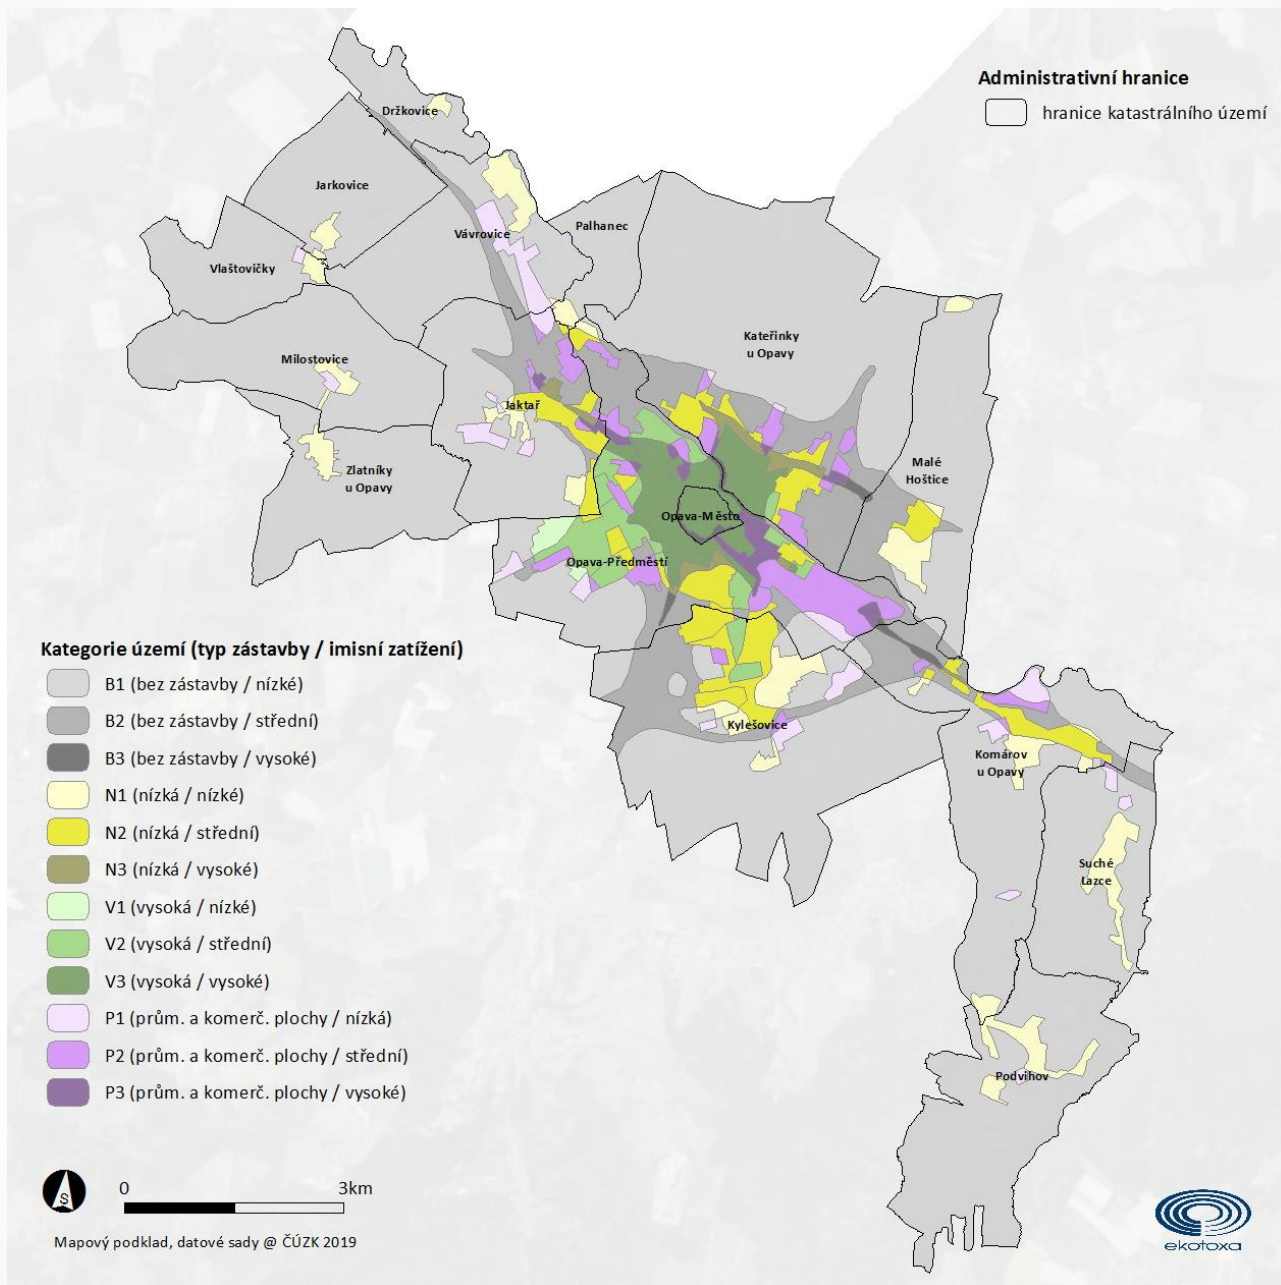 Administrativní hranice
hranice katastrálního území
Držkovice
Jarkovice
Vávrovice
Palhanec
Vlaštovičky
Kateřinky
u Opavy
Milostovice
Jaktař
Zlatníky
u Opavy
Malé
Hoštice
Opava-Město
Opava-Předměstí
Kylešovice
Komárov
u Opavy
Suché
Lazce
Podvihov
Kategorie území (typ zástavby / imisní zatížení)
B1 (bez zástavby / nízké)
B2 (bez zástavby / střední)
B3 (bez zástavby / vysoké)
N1 (nízká / nízké)
N2 (nízká / střední)
N3 (nízká / vysoké)
V1 (vysoká / nízké)
V2 (vysoká / střední)
V3 (vysoká / vysoké)
P1 (prům. a komerč. plochy / nízká)
P2 (prům. a komerč. plochy / střední)
P3 (prům. a komerč. plochy / vysoké)
S
0 3km
Mapový podklad, datové sady @ ČÚZK 2019
ekotoxa